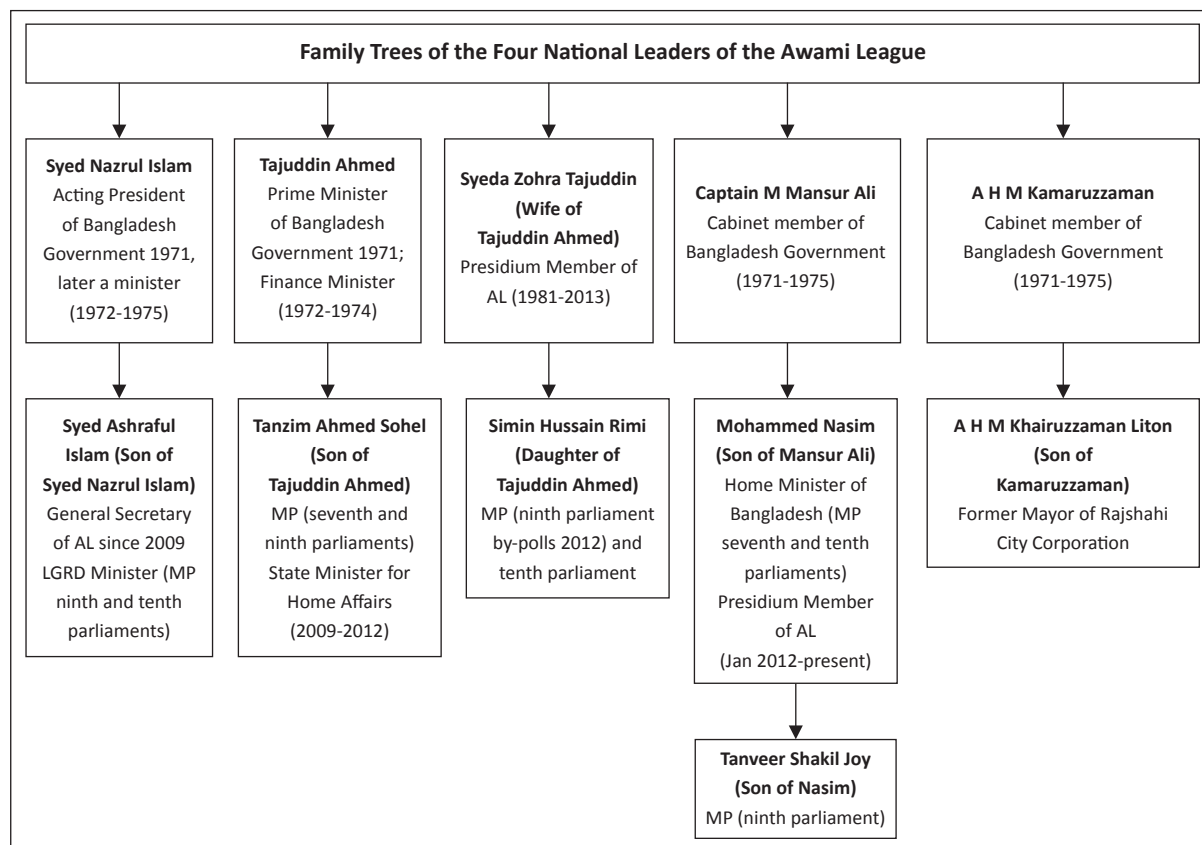 Family Trees of the Four National Leaders of the Awami League
Syed Nazrul Islam
Acting President
of Bangladesh
Government 1971,
later a minister
(1972-1975)
Tajuddin Ahmed
Prime Minister
of Bangladesh
Government 1971;
Finance Minister
(1972-1974)
Syeda Zohra Tajuddin
(Wife of
Tajuddin Ahmed)
Presidium Member of
AL (1981-2013)
Captain M Mansur Ali
Cabinet member of
Bangladesh Government
(1971-1975)
A H M Kamaruzzaman
Cabinet member of
Bangladesh Government
(1971-1975)
Syed Ashraful
Islam (Son of
Syed Nazrul Islam)
General Secretary
of AL since 2009
LGRD Minister (MP
ninth and tenth
parliaments)
Tanzim Ahmed Sohel
(Son of
Tajuddin Ahmed)
MP (seventh and
ninth parliaments)
State Minister for
Home Affairs
(2009-2012)
Simin Hussain Rimi
(Daughter of
Tajuddin Ahmed)
MP (ninth parliament
by-polls 2012) and
tenth parliament
Mohammed Nasim
(Son of Mansur Ali)
Home Minister of
Bangladesh (MP
seventh and tenth
parliaments)
Presidium Member
of AL
(Jan 2012-present)
A H M Khairuzzaman Liton
(Son of
Kamaruzzaman)
Former Mayor of Rajshahi
City Corporation
Tanveer Shakil Joy
(Son of Nasim)
MP (ninth parliament)